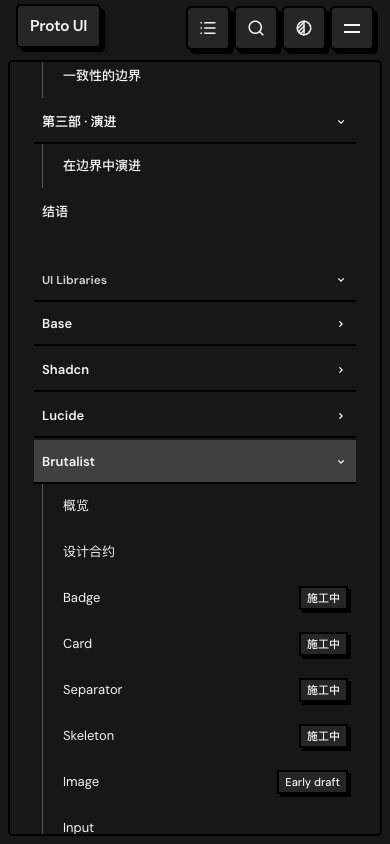 Proto UI
一致性的边界
第三部 · 演进
在边界中演进
结语
UI Libraries
Base
Shadcn
Lucide
Brutalist
概览
设计合约
Badge 施工中
Card 施工中
Separator 施工中
Skeleton 施工中
Image Early draft
Input